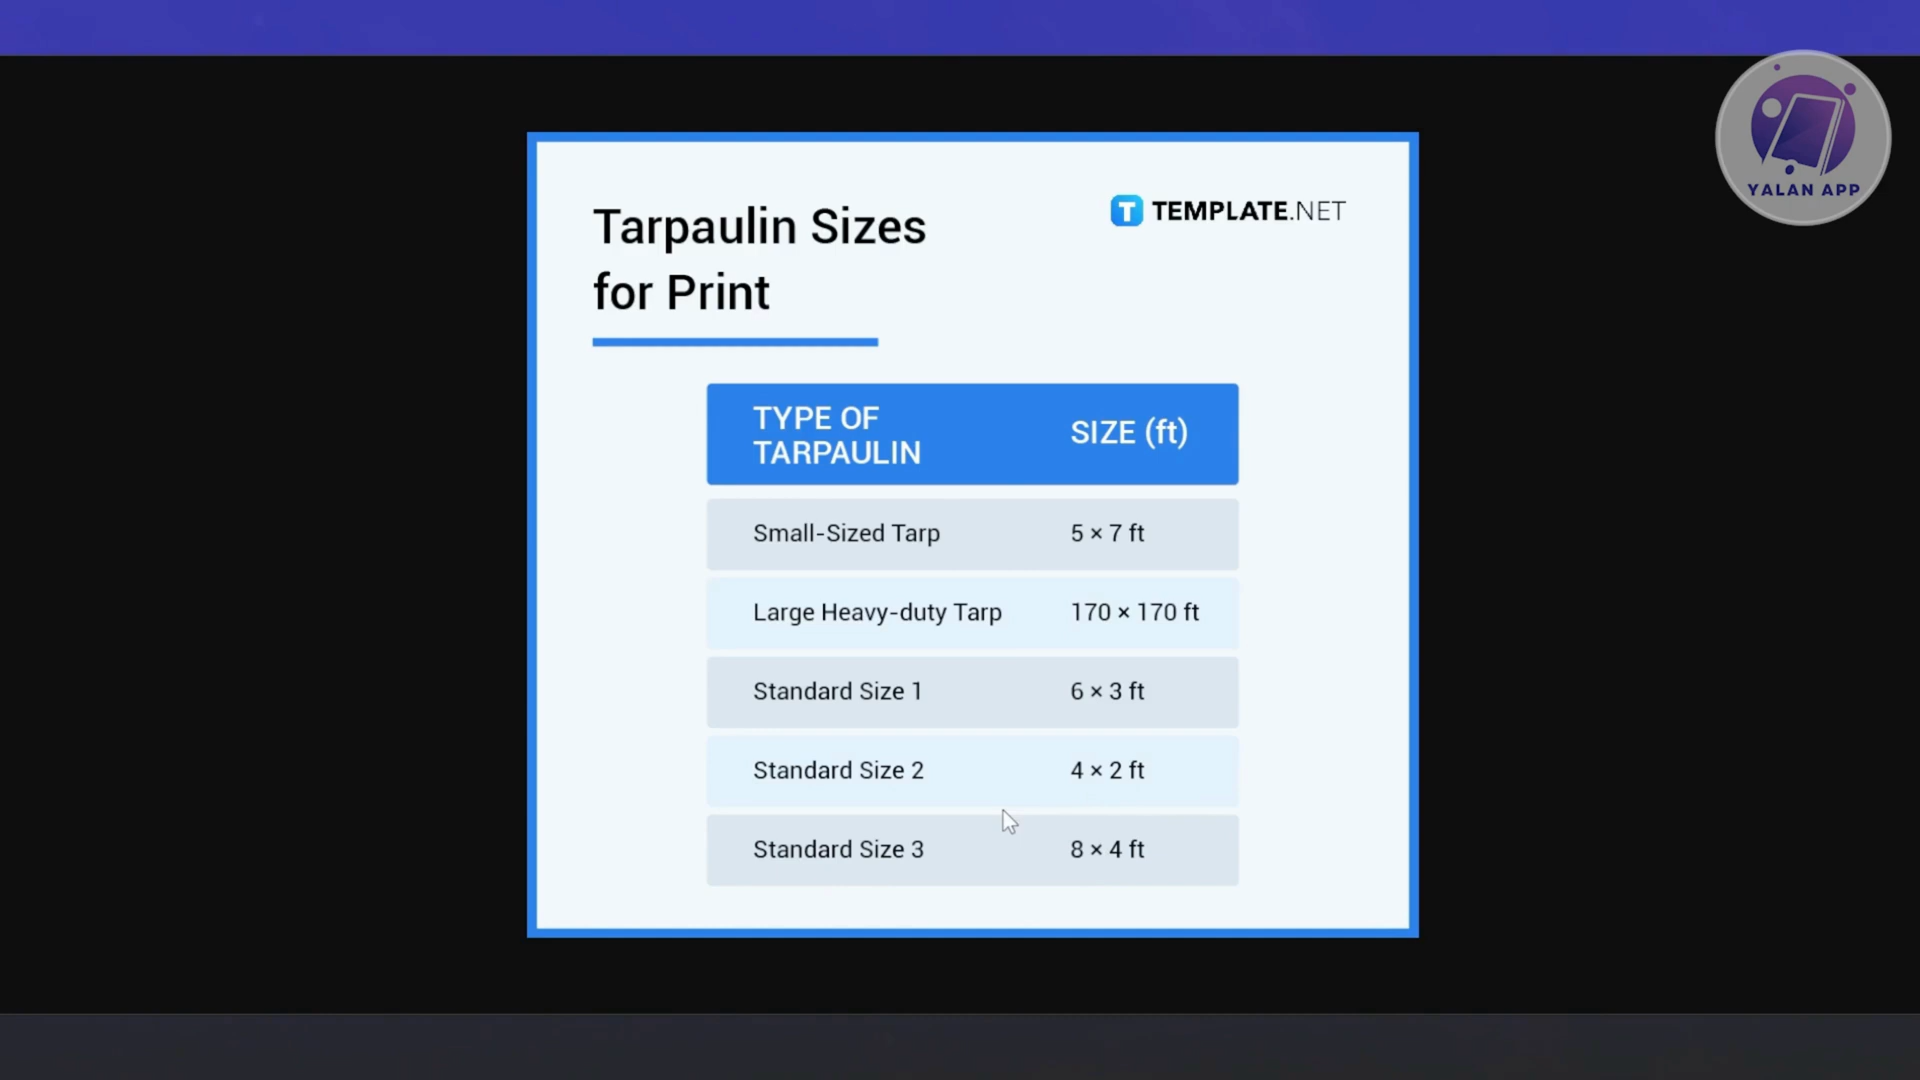 YALAN APP
Tarpaulin Sizes
for Print
T TEMPLATE.NET
TYPE OF
TARPAULIN
SIZE (ft)
Small-Sized Tarp 5 × 7 ft
Large Heavy-duty Tarp 170 × 170 ft
Standard Size 1 6 × 3 ft
Standard Size 2 4 × 2 ft
Standard Size 3 8 × 4 ft